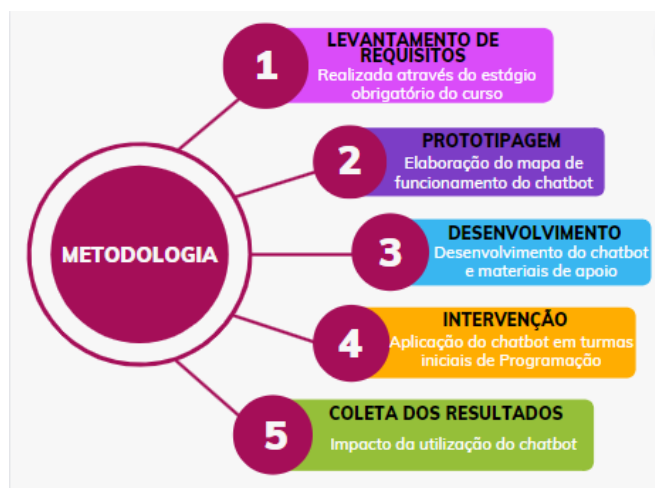 METODOLOGIA
1
LEVANTAMENTO DE
REQUISITOS
Realizada através do estágio
obrigatório do curso
2
PROTOTIPAGEM
Elaboração do mapa de
funcionamento do chatbot
3
DESENVOLVIMENTO
Desenvolvimento do chatbot
e materiais de apoio
4
INTERVENÇÃO
Aplicação do chatbot em turmas
iniciais de Programação
5
COLETA DOS RESULTADOS
Impacto da utilização do chatbot